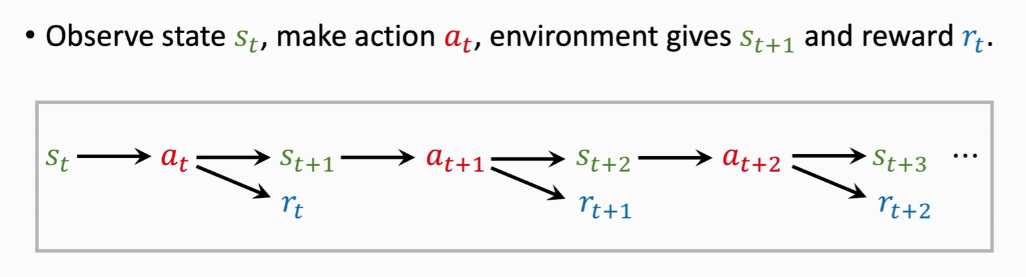 • Observe state s_t, make action a_t, environment gives s_{t+1} and reward r_t.
s_t → a_t → s_{t+1} → a_{t+1} → s_{t+2} → a_{t+2} → s_{t+3} ⋯
r_t r_{t+1} r_{t+2}